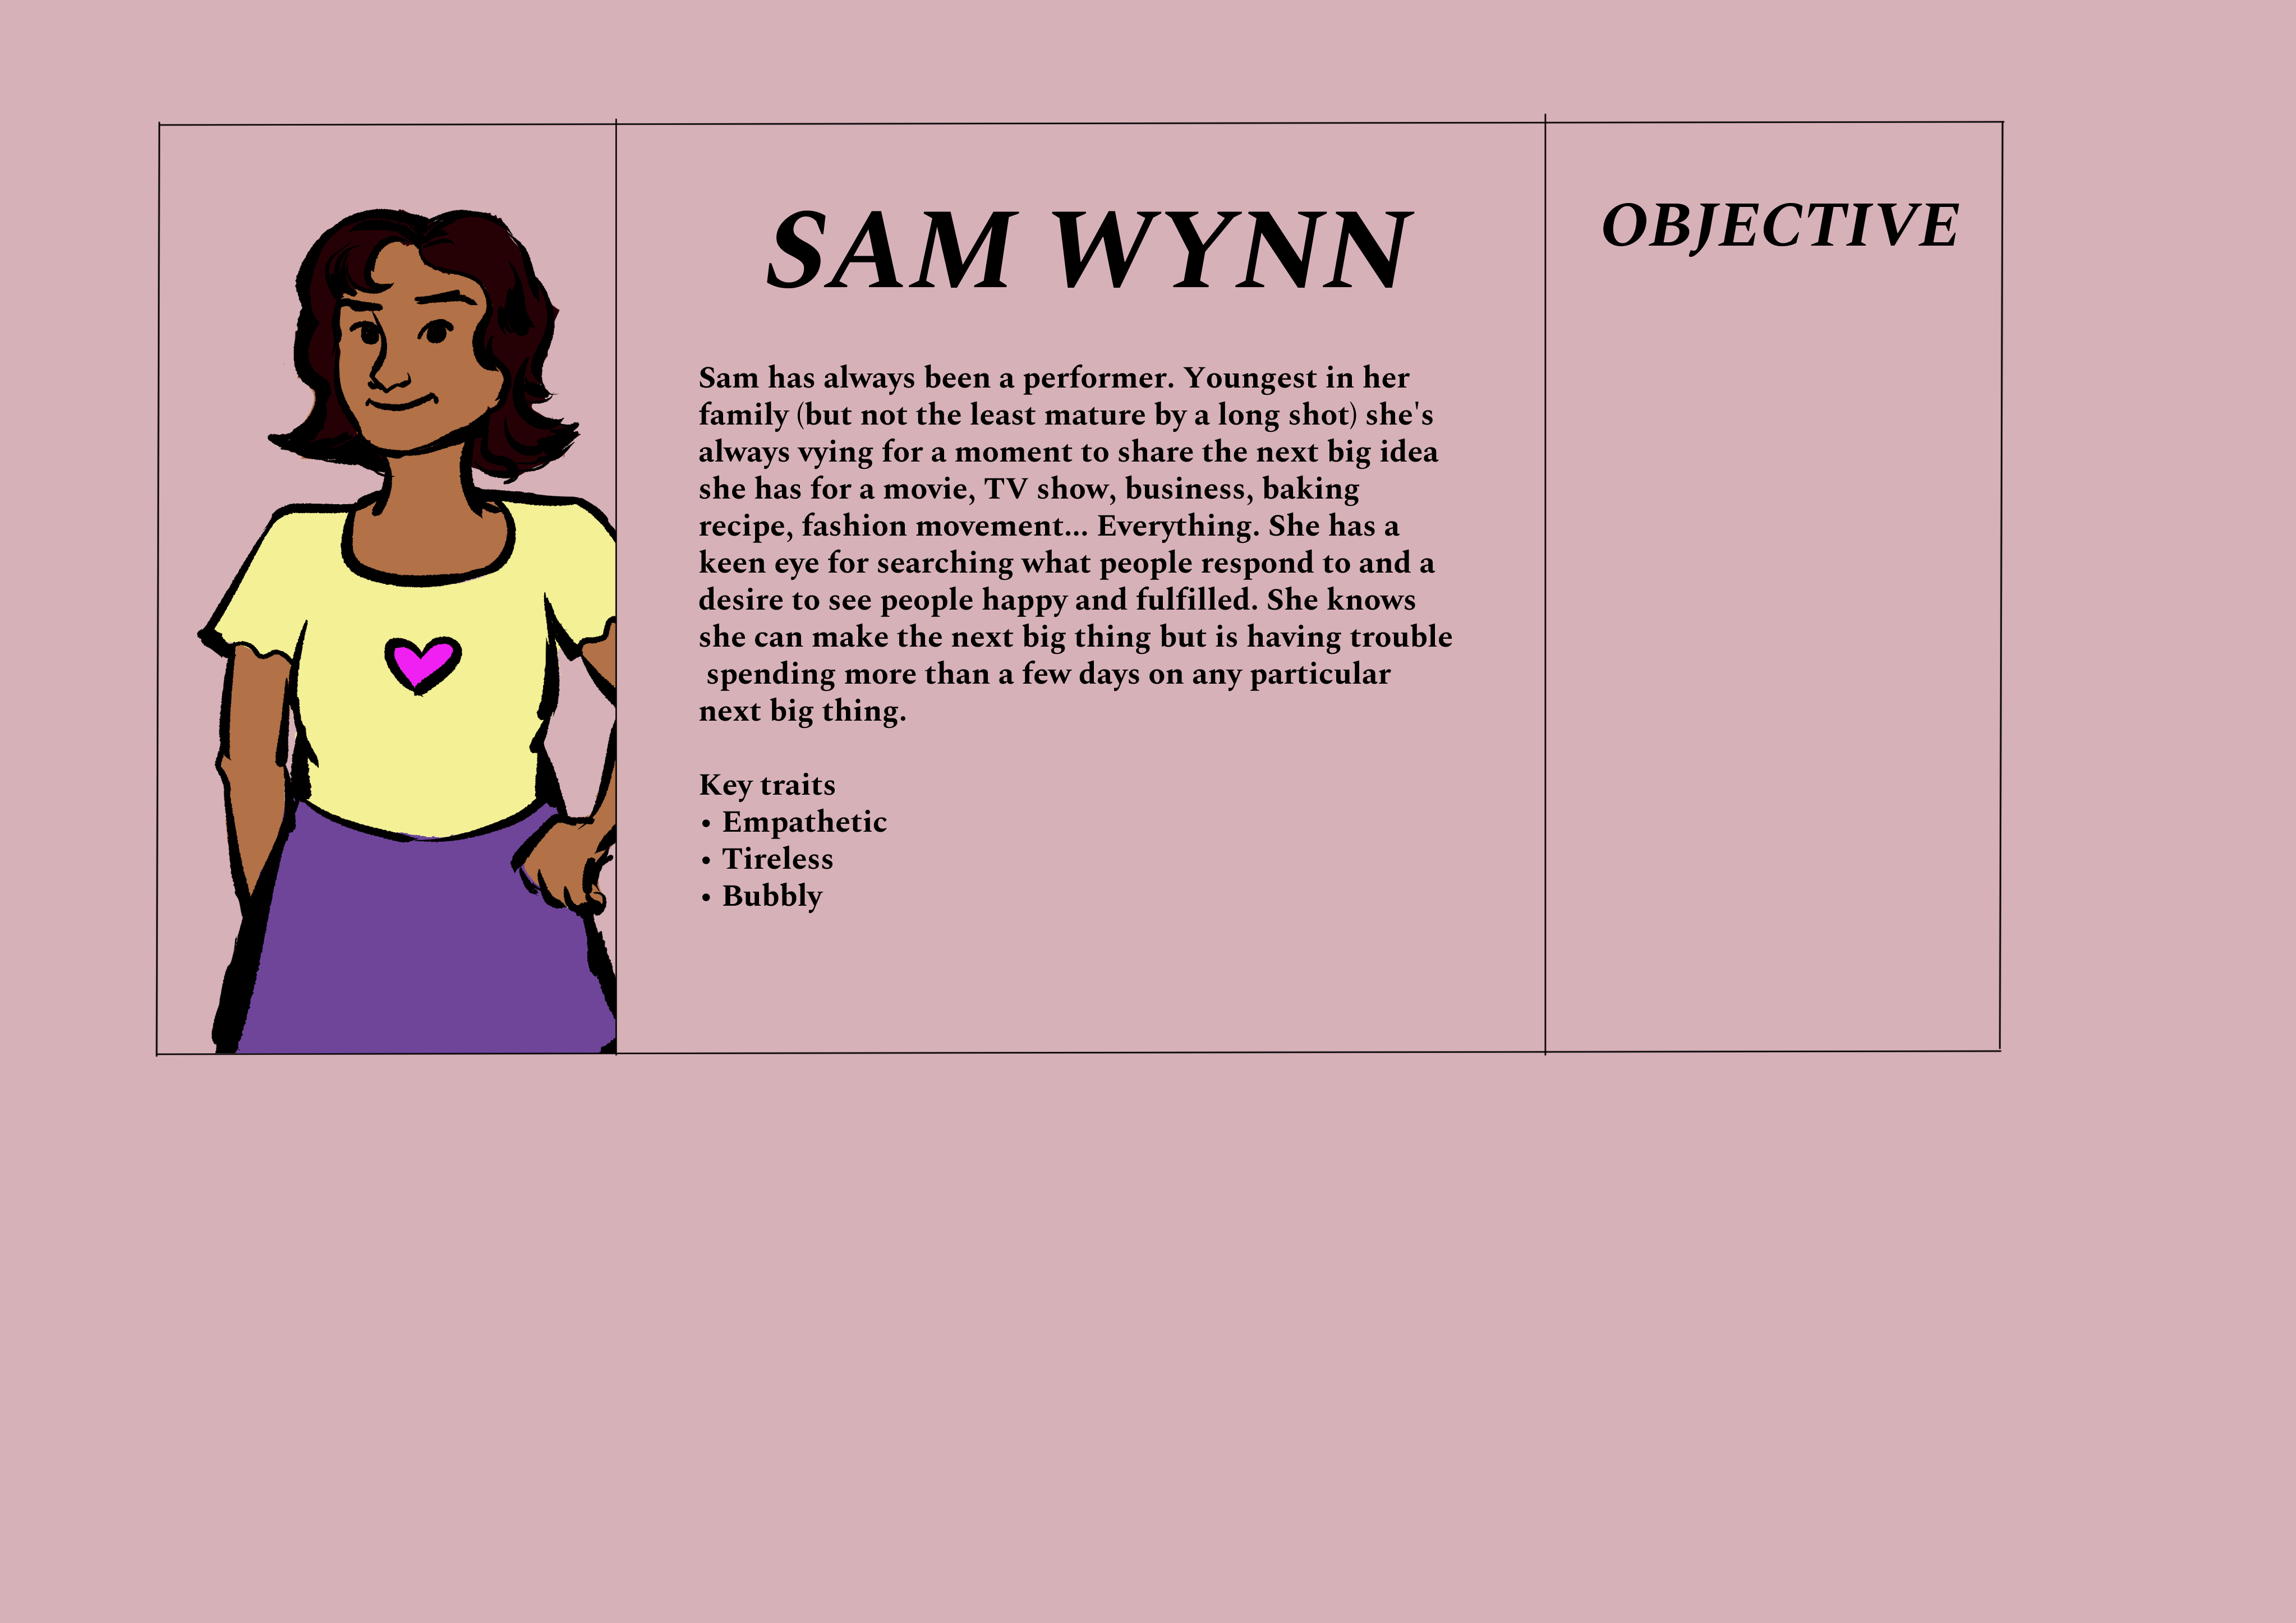 SAM WYNN
Sam has always been a performer. Youngest in her
family (but not the least mature by a long shot) she's
always vying for a moment to share the next big idea
she has for a movie, TV show, business, baking
recipe, fashion movement... Everything. She has a
keen eye for searching what people respond to and a
desire to see people happy and fulfilled. She knows
she can make the next big thing but is having trouble
spending more than a few days on any particular
next big thing.
Key traits
• Empathetic
• Tireless
• Bubbly
OBJECTIVE